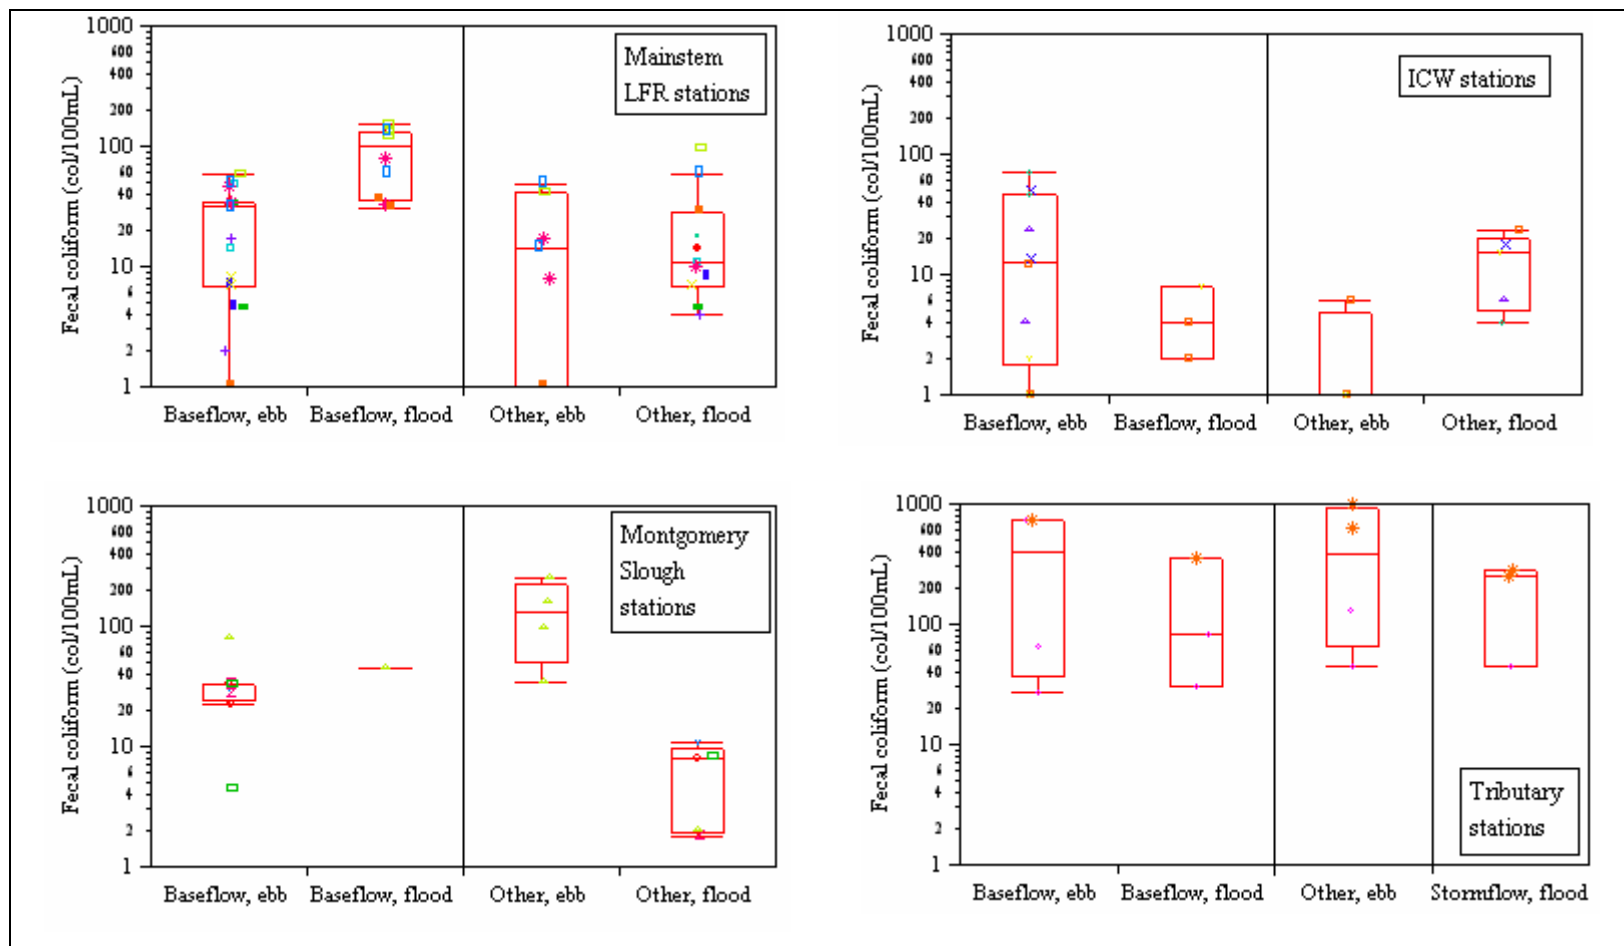 1000
600
400
200
100
60
40
20
10
6
4
2
1
Fecal coliform (col/100mL)
Mainstem
LFR stations
Baseflow, ebb
Baseflow, flood
Other, ebb
Other, flood
1000
600
400
200
100
60
40
20
10
6
4
2
1
Fecal coliform (col/100mL)
ICW stations
Baseflow, ebb
Baseflow, flood
Other, ebb
Other, flood
1000
600
400
200
100
60
40
20
10
6
4
2
1
Fecal coliform (col/100mL)
Montgomery
Slough
stations
Baseflow, ebb
Baseflow, flood
Other, ebb
Other, flood
1000
600
400
200
100
60
40
20
10
6
4
2
1
Fecal coliform (col/100mL)
Tributary
stations
Baseflow, ebb
Baseflow, flood
Other, ebb
Stormflow, flood